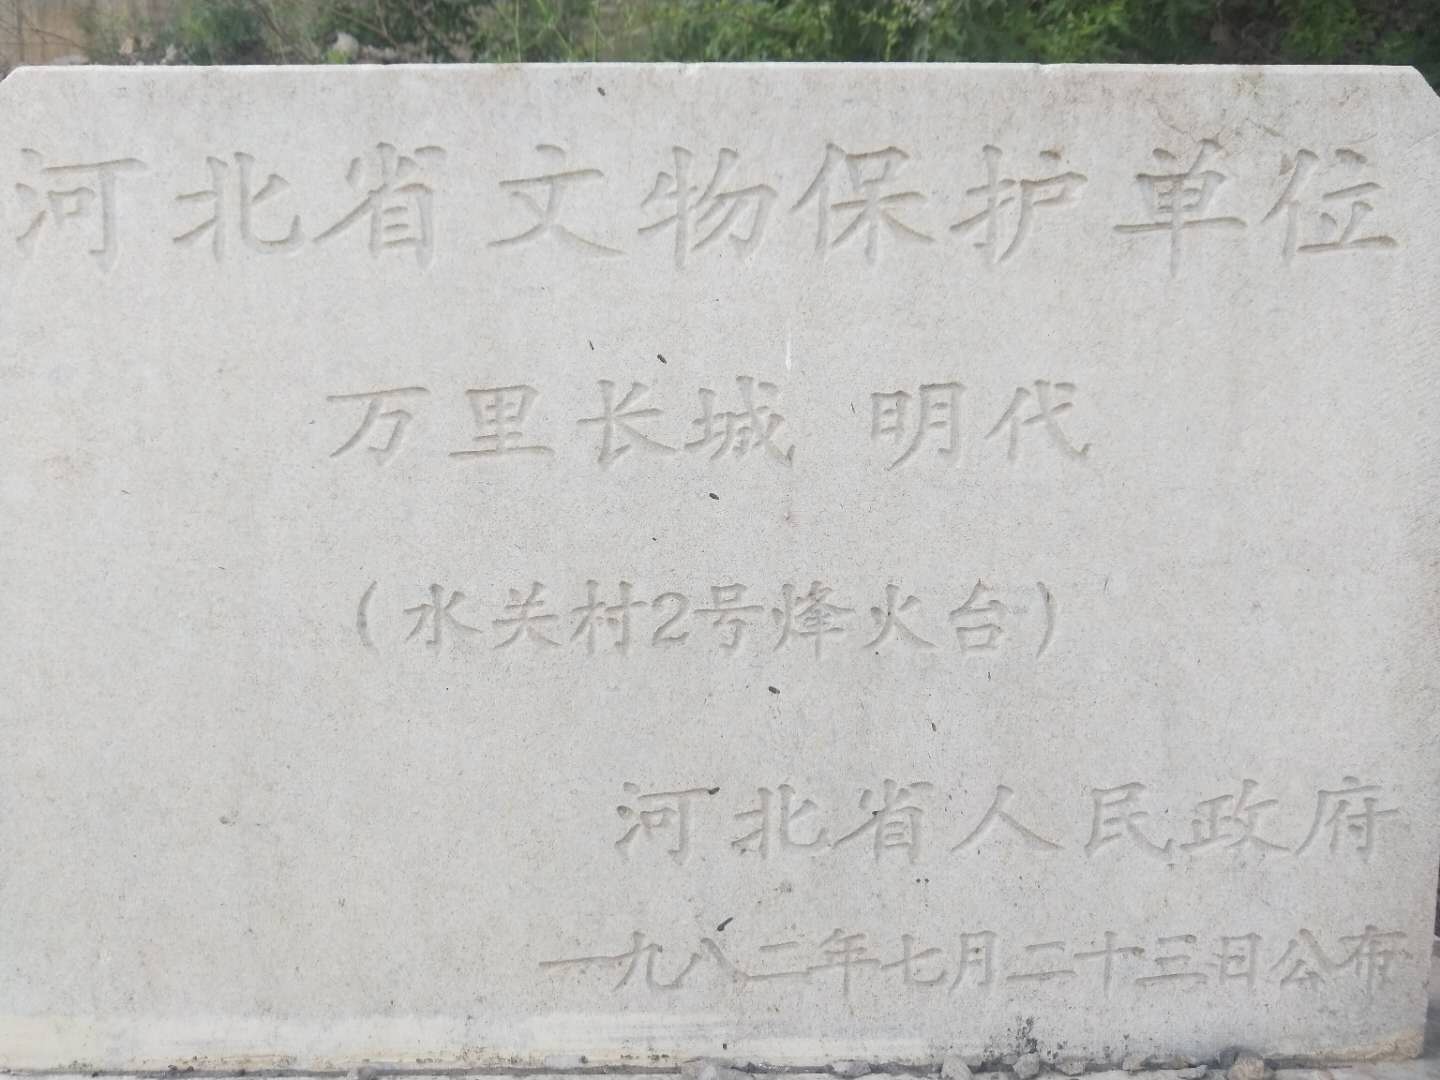 河北省文物保护单位
万里长城 明代
（水关村2号烽火台）
河北省人民政府
一九八二年七月二十三日公布